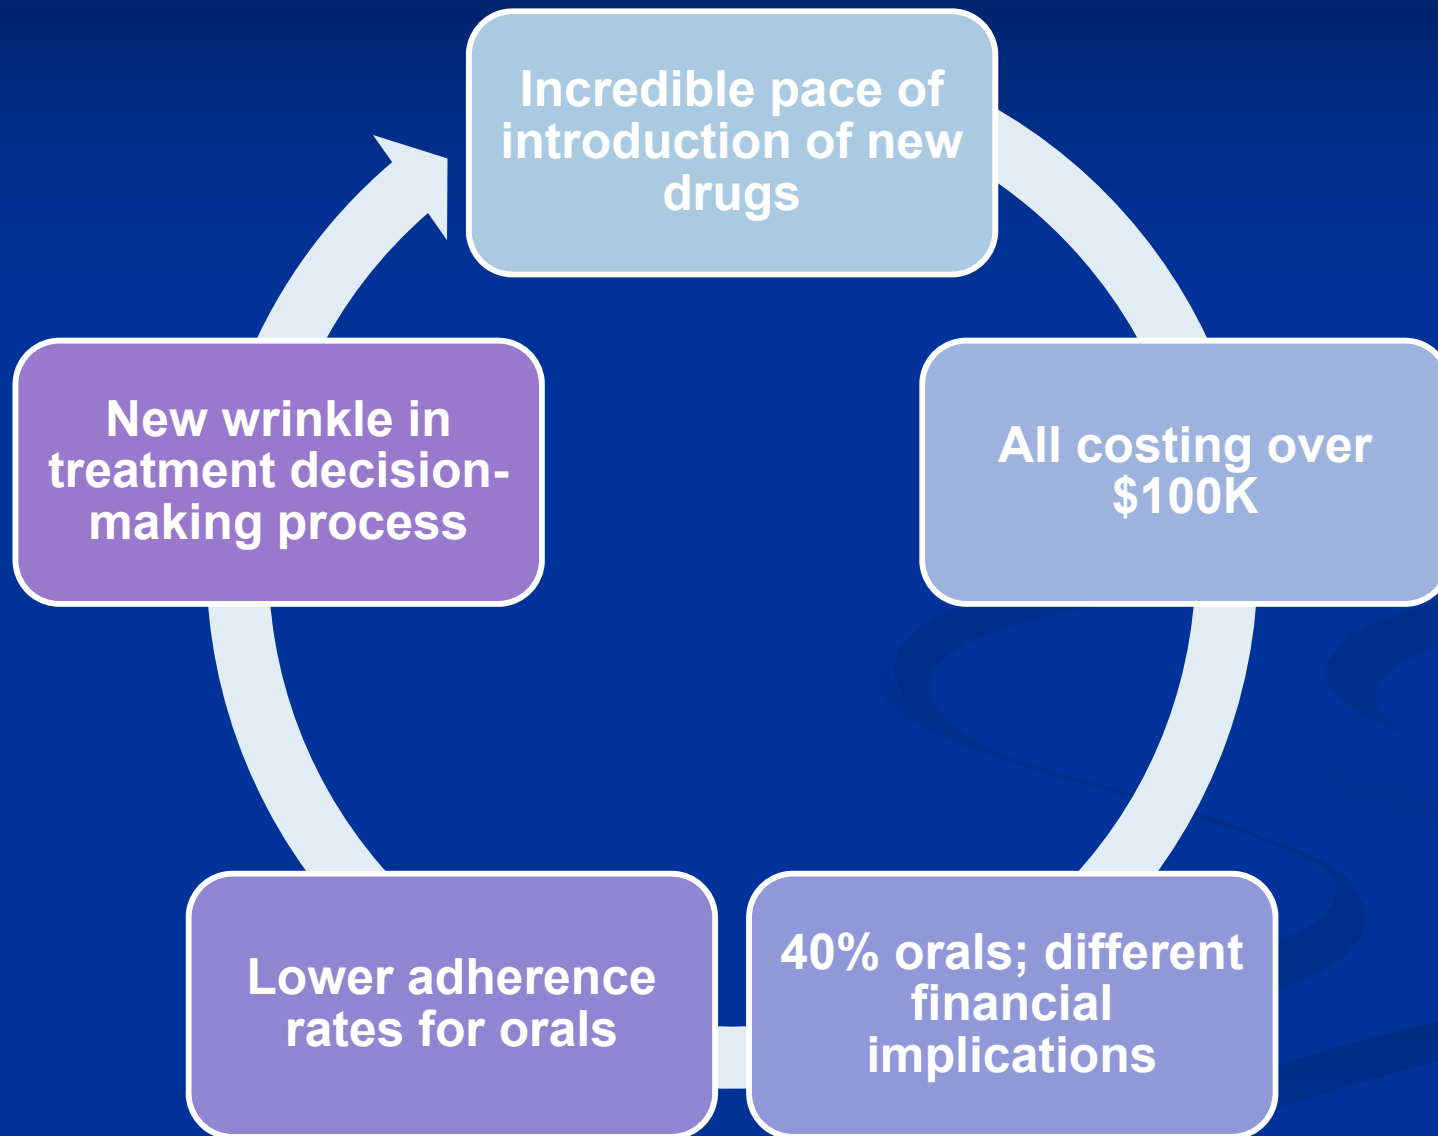 Incredible pace of
introduction of new
drugs
All costing over
$100K
40% orals; different
financial
implications
Lower adherence
rates for orals
New wrinkle in
treatment decision-
making process